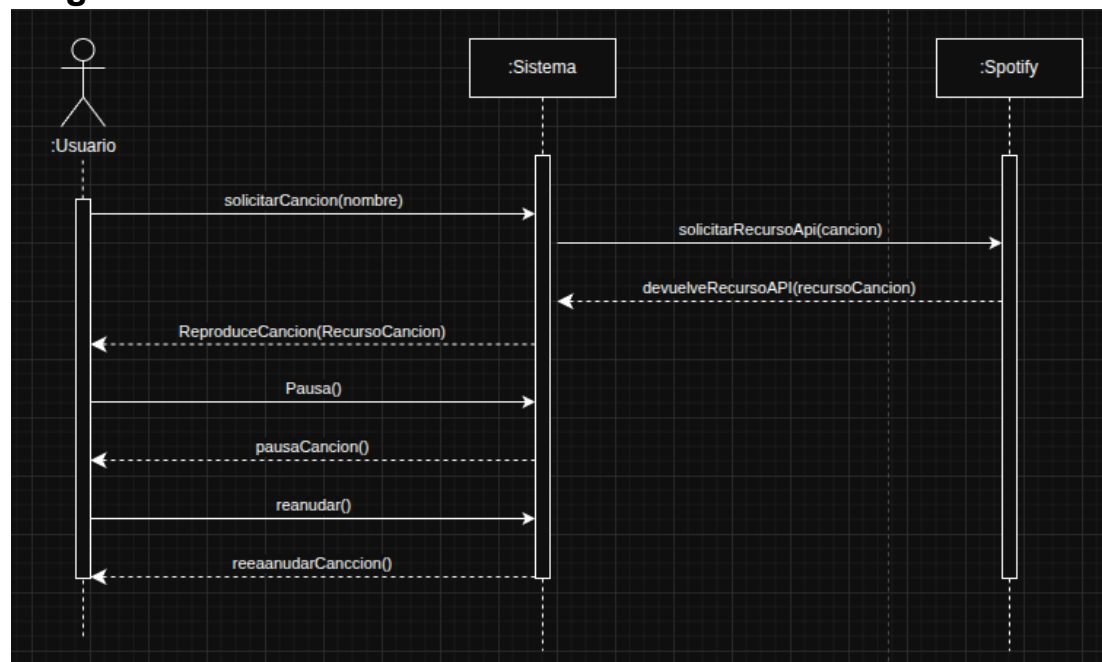 :Sistema
:Spotify
:Usuario
solicitarCancion(nombre)
solicitarRecursoApi(cancion)
devuelveRecursoAPI(recursoCancion)
ReproduceCancion(RecursoCancion)
Pausa()
pausaCancion()
reanudar()
reeaanudarCanccion()